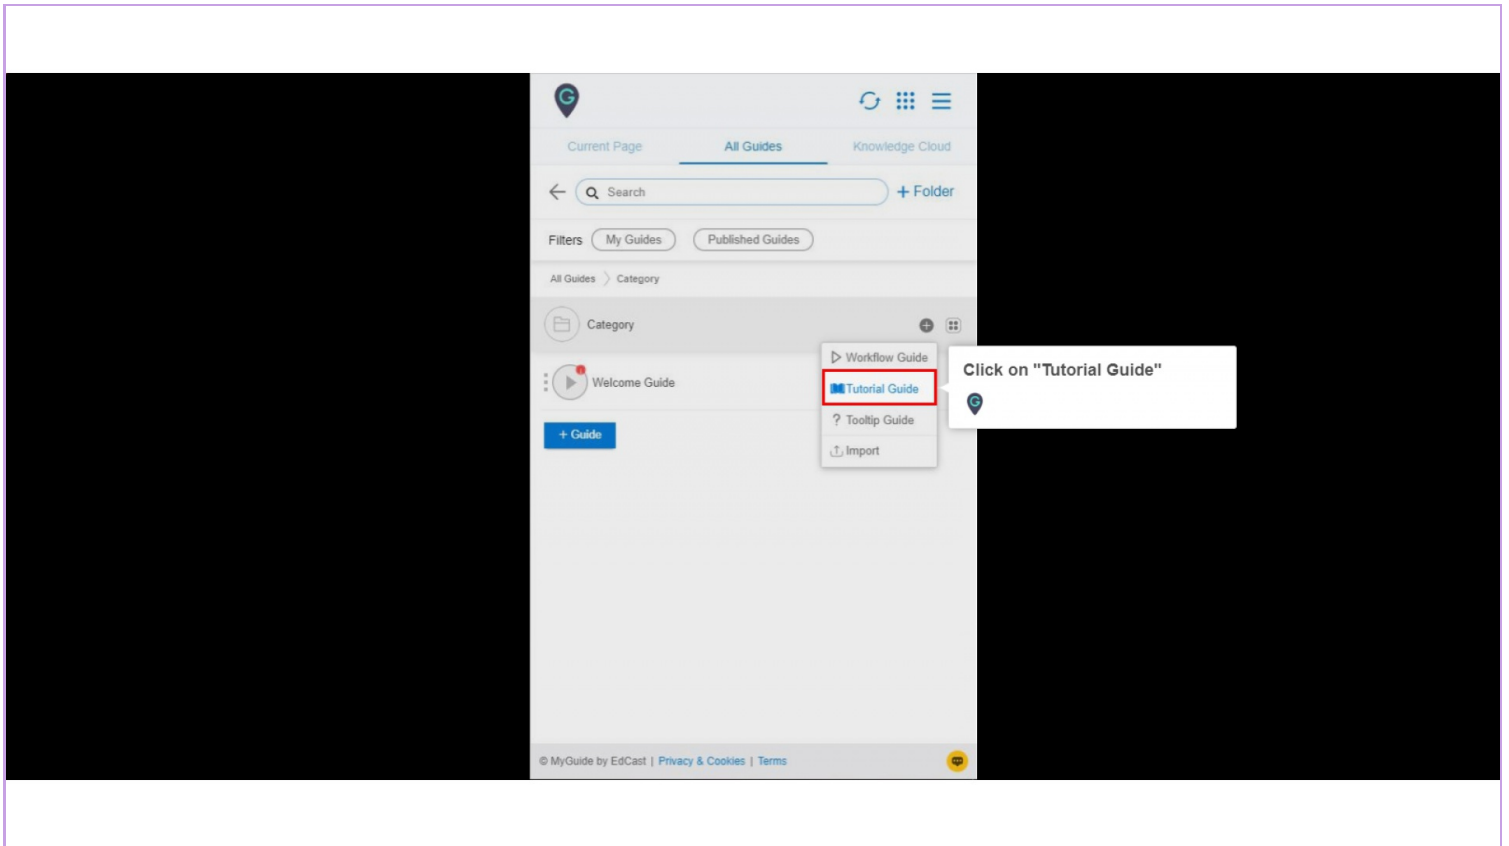 G
Current Page All Guides Knowledge Cloud
Search + Folder
Filters My Guides Published Guides
All Guides Category
Category
Workflow Guide
Click on "Tutorial Guide"
Welcome Guide
Tutorial Guide
G
? Tooltip Guide
+ Guide
Import
© MyGuide by EdCast | Privacy & Cookies | Terms